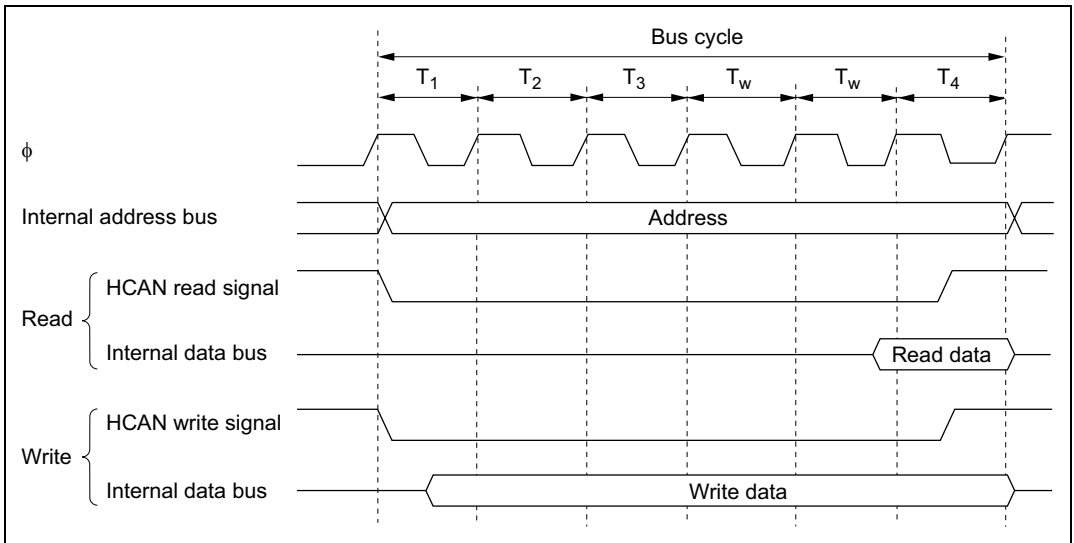 Bus cycle
T1 T2 T3 Tw Tw T4
ϕ
Internal address bus Address
HCAN read signal
Read
Internal data bus Read data
HCAN write signal
Write
Internal data bus Write data